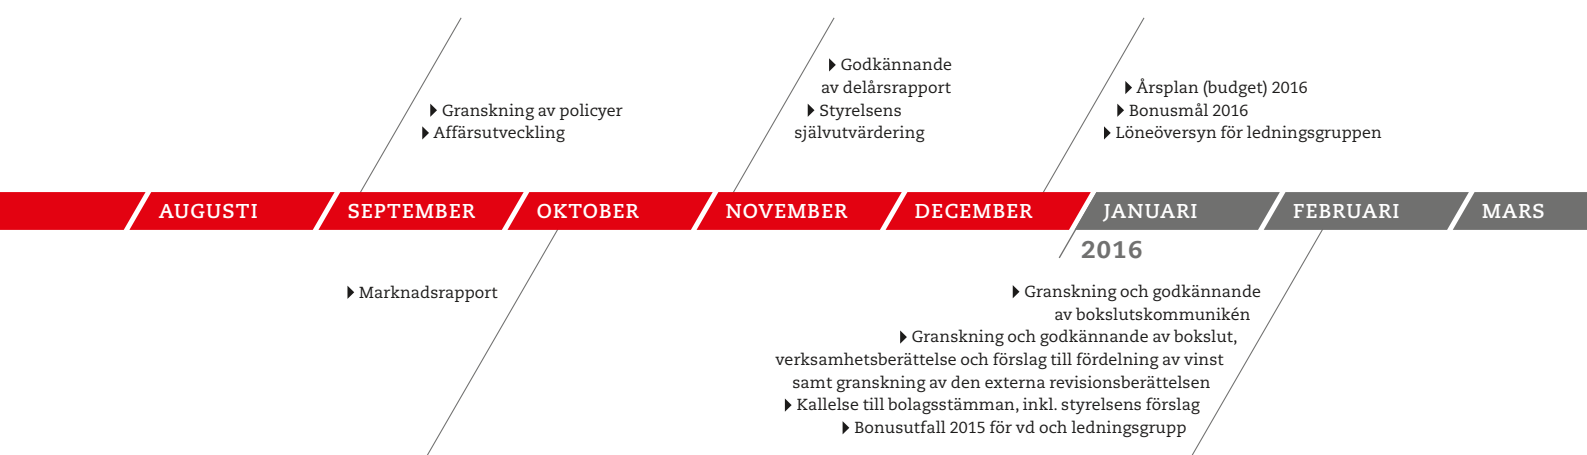 Granskning av policyer
Affärsutveckling
Godkännande
av delårsrapport
Styrelsens
självutvärdering
Årsplan (budget) 2016
Bonusmål 2016
Löneöversyn för ledningsgruppen
AUGUSTI
SEPTEMBER
OKTOBER
NOVEMBER
DECEMBER
JANUARI
FEBRUARI
MARS
2016
Marknadsrapport
Granskning och godkännande
av bokslutskommunikén
Granskning och godkännande av bokslut,
verksamhetsberättelse och förslag till fördelning av vinst
samt granskning av den externa revisionsberättelsen
Kallelse till bolagsstämman, inkl. styrelsens förslag
Bonusutfall 2015 för vd och ledningsgrupp